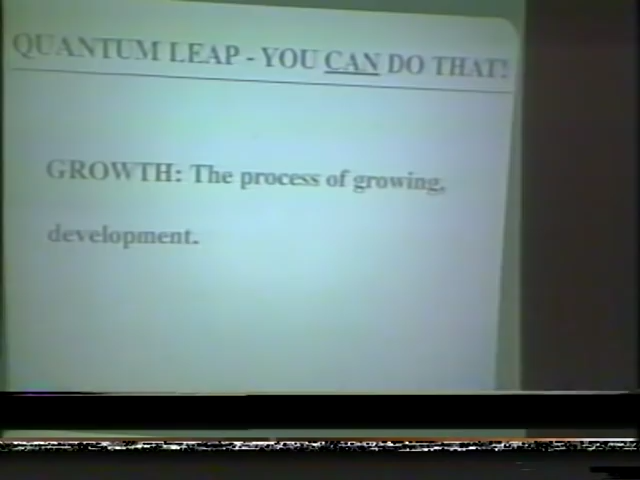 QUANTUM LEAP - YOU CAN DO THAT!
GROWTH: The process of growing,
development.